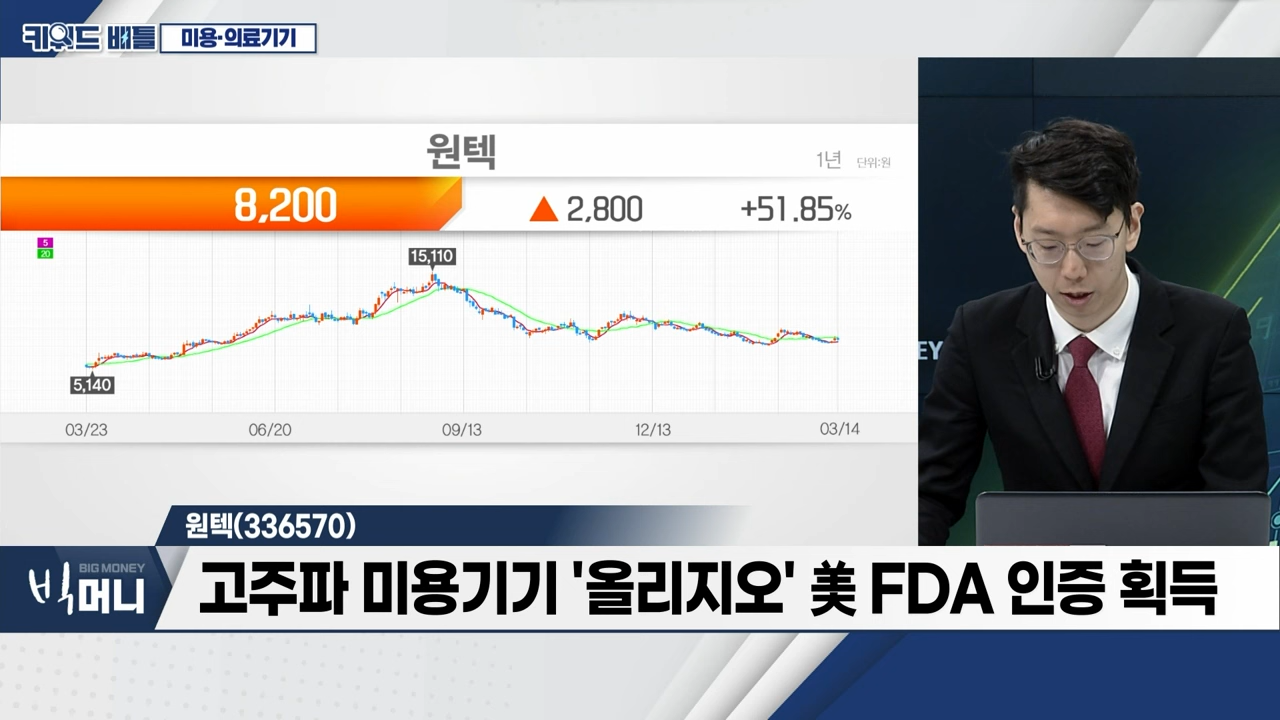 키워드 배틀 미용·의료기기
원텍
1년 단위:원
8,200 ▲ 2,800 +51.85%
5
20
15,110
5,140
03/23 06/20 09/13 12/13 03/14
EY
원텍(336570)
빅머니 BIG MONEY
고주파 미용기기 '올리지오' 美 FDA 인증 획득